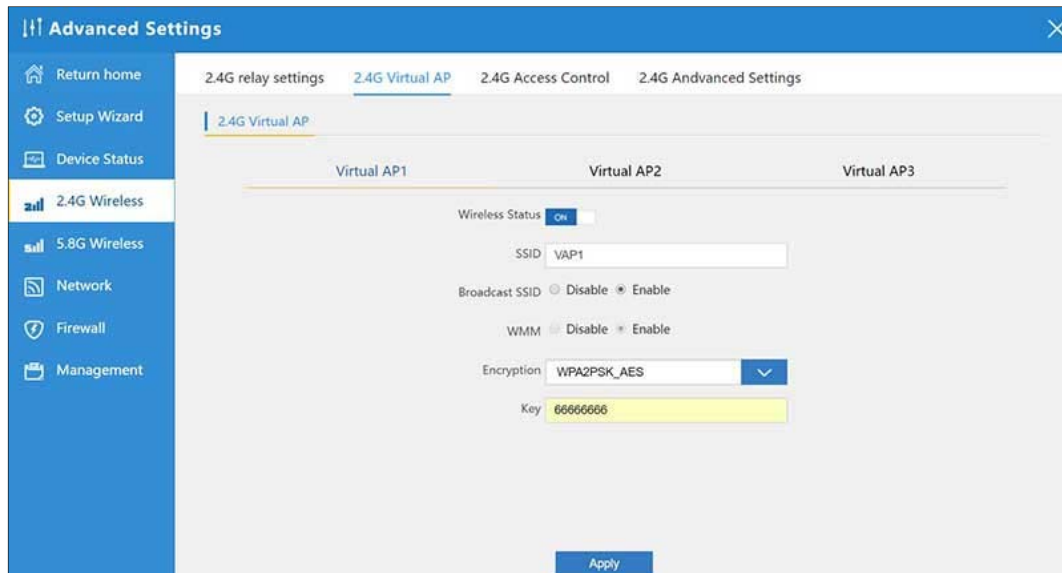 Advanced Settings
Return home
Setup Wizard
Device Status
2.4G Wireless
5.8G Wireless
Network
Firewall
Management
2.4G relay settings 2.4G Virtual AP 2.4G Access Control 2.4G Andvanced Settings
2.4G Virtual AP
Virtual AP1 Virtual AP2 Virtual AP3
Wireless Status ON
SSID VAP1
Broadcast SSID Disable Enable
WMM Disable Enable
Encryption WPA2PSK_AES
Key 66666666
Apply